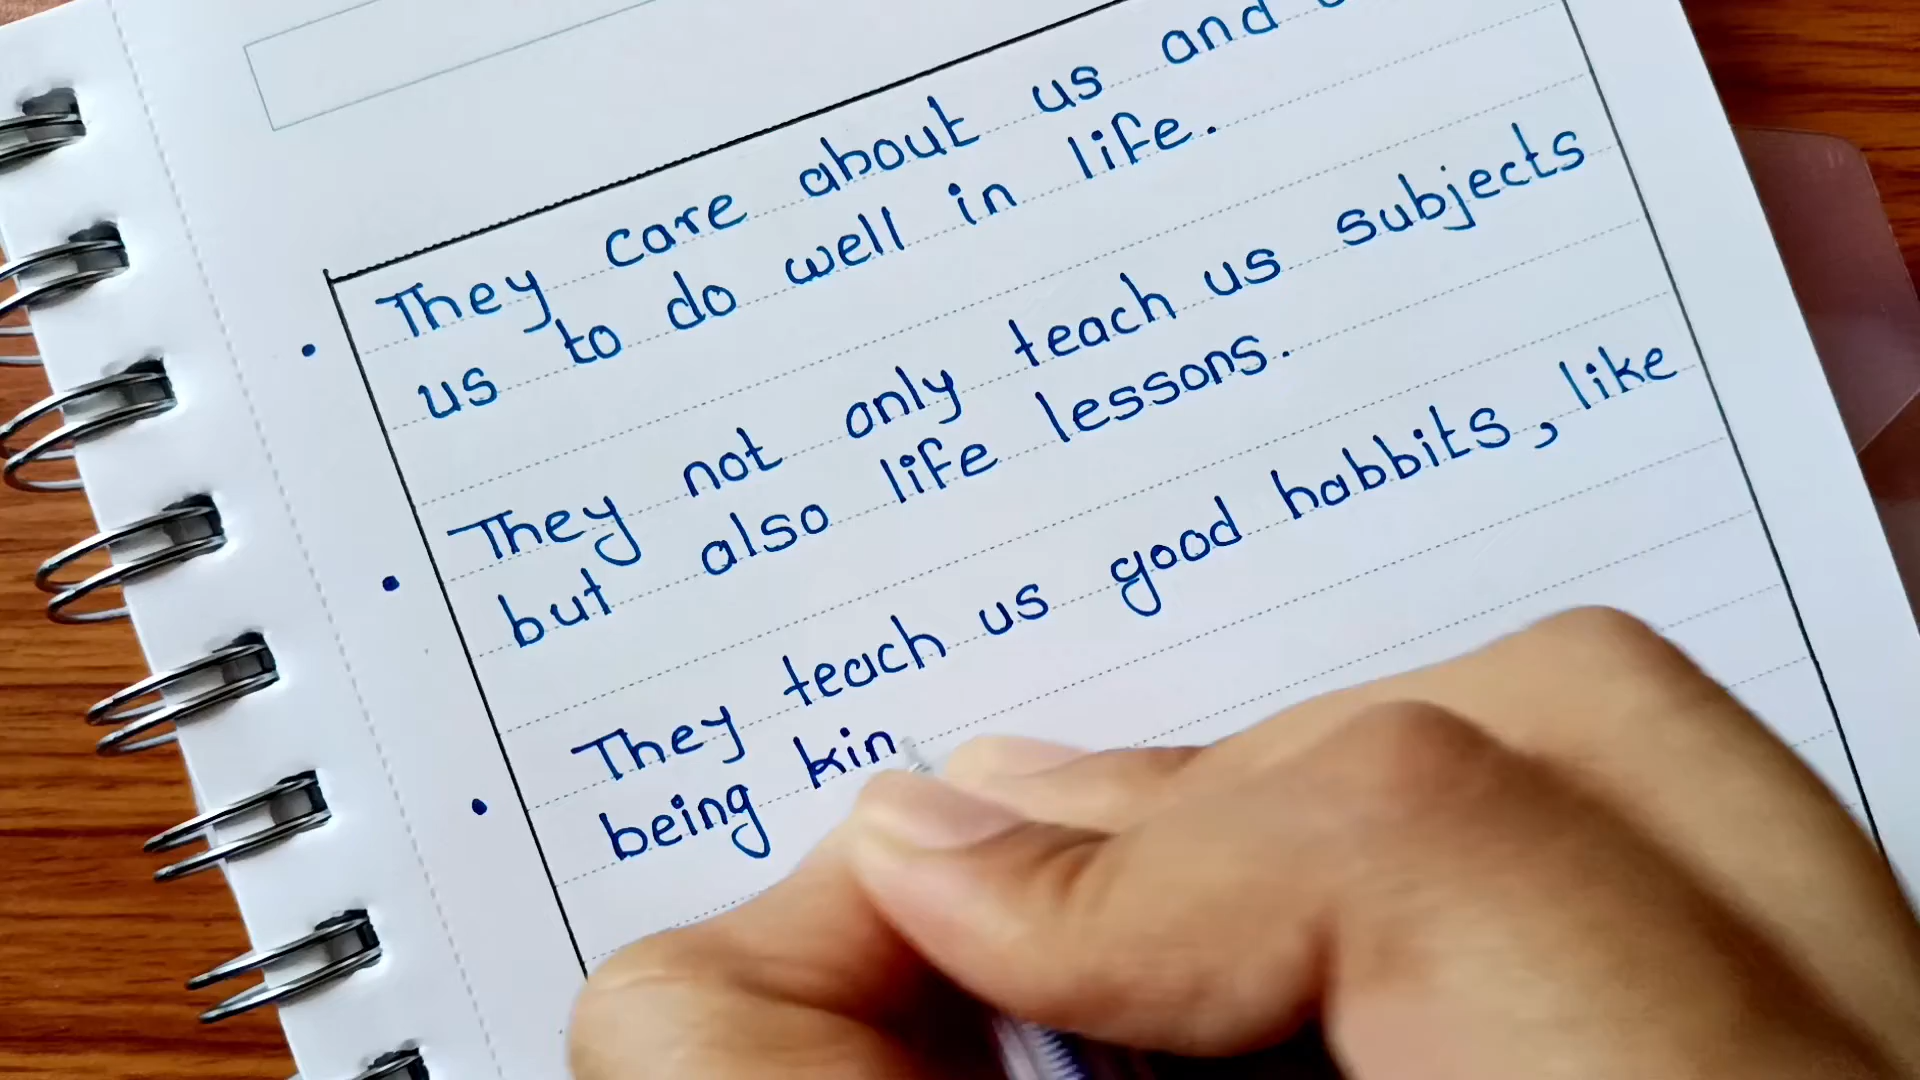 They care about us and
us to do well in life.
They not only teach us subjects
but also life lessons.
They teach us good habbits, like
being kin